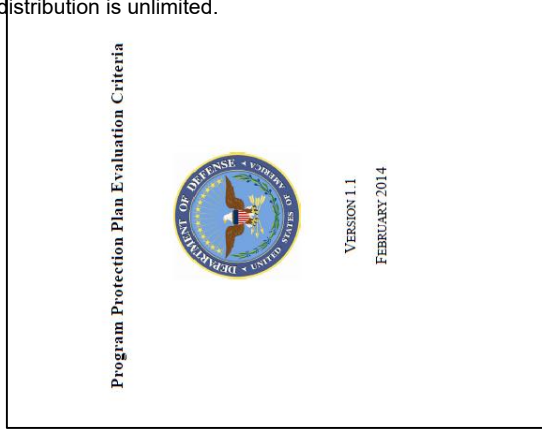 distribution is unlimited.
Program Protection Plan Evaluation Criteria
DEPARTMENT OF DEFENSE
UNITED STATES OF AMERICA
VERSION 1.1
FEBRUARY 2014